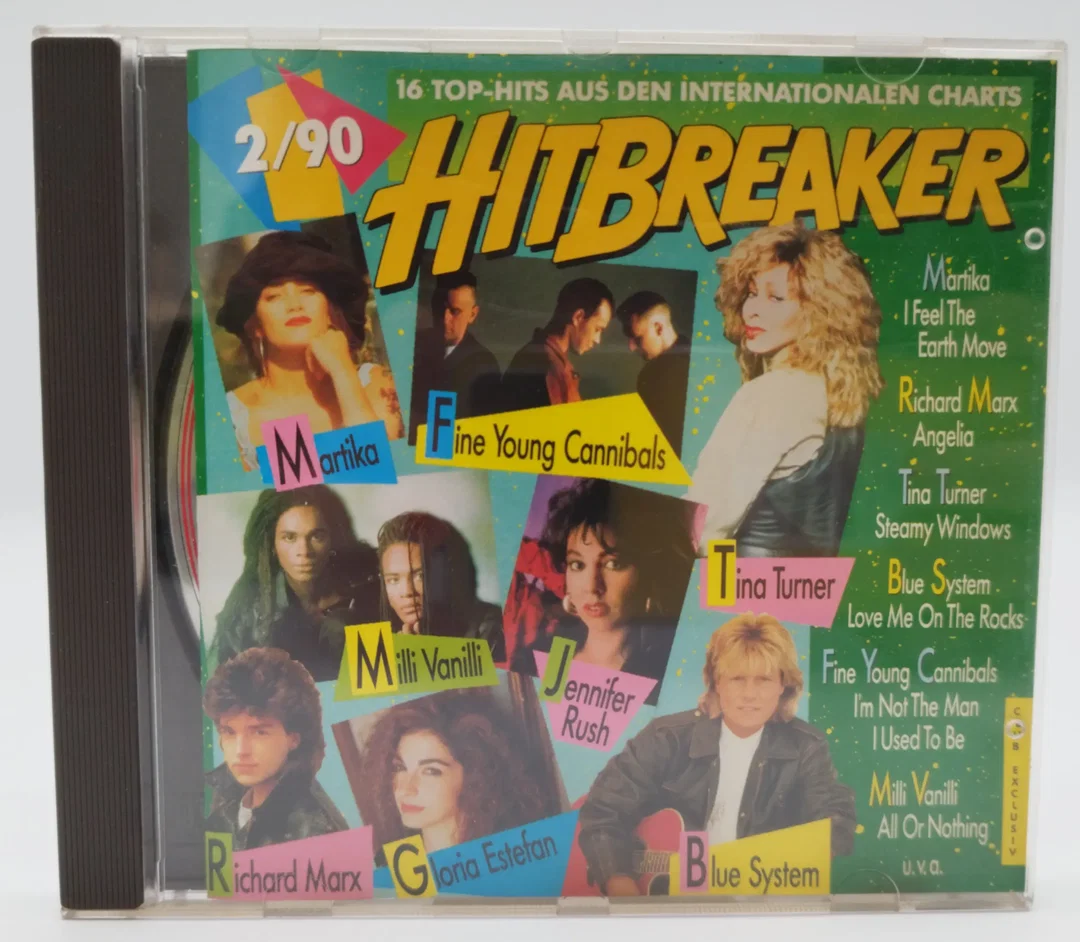 16 TOP-HITS AUS DEN INTERNATIONALEN CHARTS
2/90
HITBREAKER
Martika
Fine Young Cannibals
Tina Turner
Milli Vanilli
Jennifer
Rush
Richard Marx
Gloria Estefan
Blue System
Martika
I Feel The
Earth Move
Richard Marx
Angelia
Tina Turner
Steamy Windows
Blue System
Love Me On The Rocks
Fine Young Cannibals
I'm Not The Man
I Used To Be
Milli Vanilli
All Or Nothing
u.v.a.
EXCLUSIV